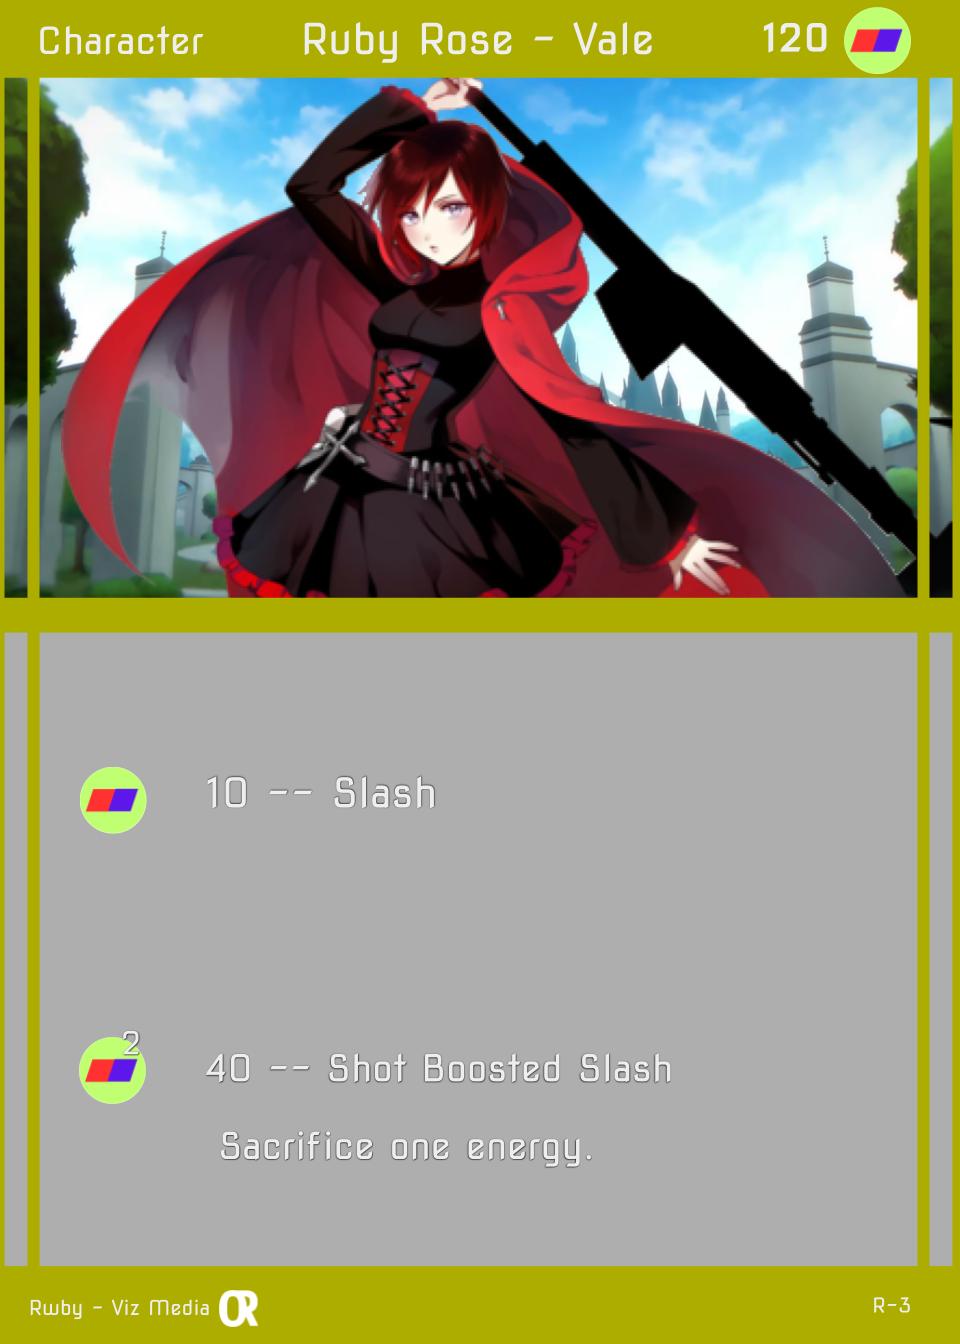 Character
Ruby Rose - Vale
120
10 -- Slash
2
40 -- Shot Boosted Slash
Sacrifice one energy.
Rwby - Viz Media OR
R-3